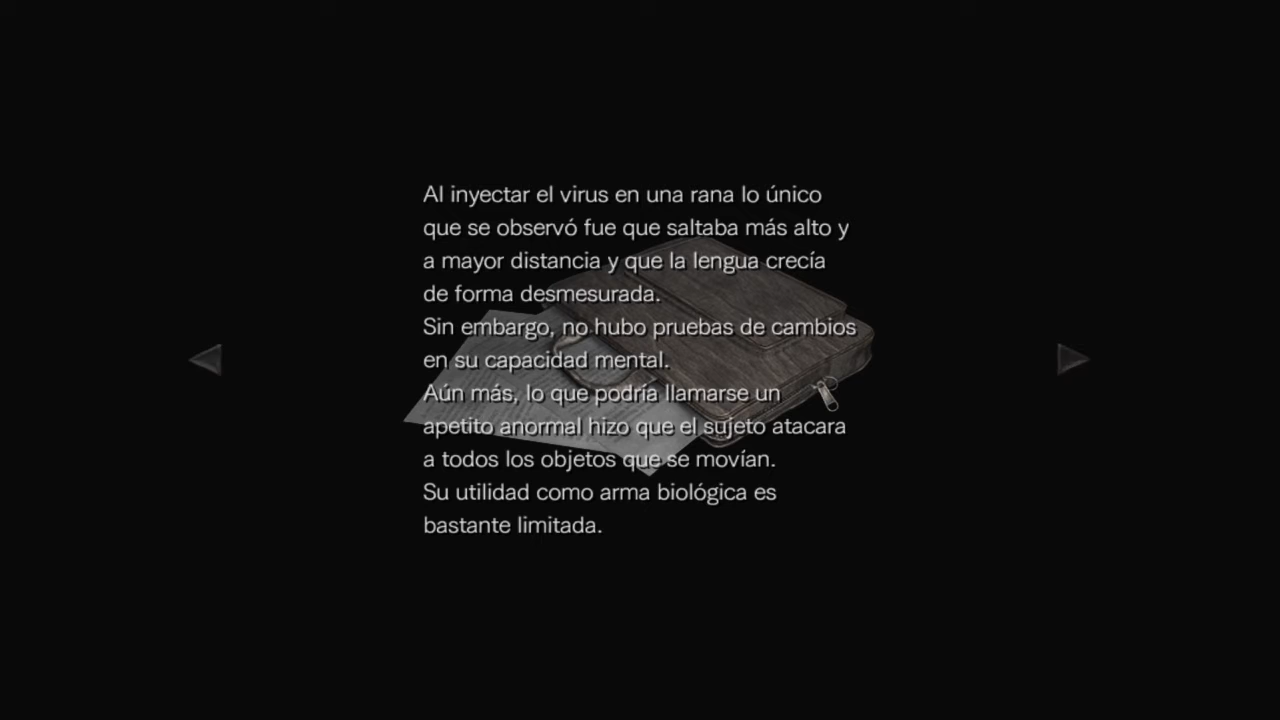 Al inyectar el virus en una rana lo único
que se observó fue que saltaba más alto y
a mayor distancia y que la lengua crecía
de forma desmesurada.
Sin embargo, no hubo pruebas de cambios
en su capacidad mental.
Aún más, lo que podría llamarse un
apetito anormal hizo que el sujeto atacara
a todos los objetos que se movían.
Su utilidad como arma biológica es
bastante limitada.